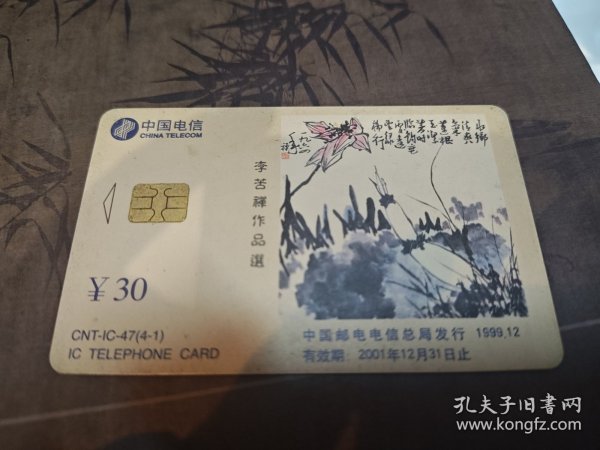 中国电信
CHINA TELECOM
李苦禅作品選
¥30
CNT-IC-47(4-1)
IC TELEPHONE CARD
中国邮电电信总局发行 1999.12
有效期: 2001年12月31日止
孔夫子旧书网
www.kongfz.com